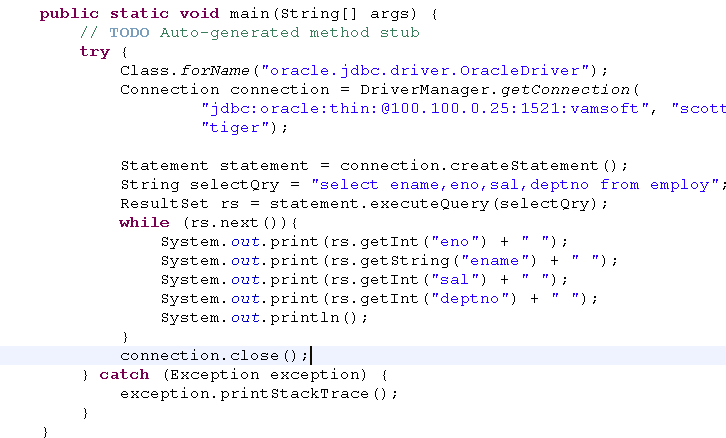 public static void main(String[] args) {
    // TODO Auto-generated method stub
    try {
        Class.forName("oracle.jdbc.driver.OracleDriver");
        Connection connection = DriverManager.getConnection(
                "jdbc:oracle:thin:@100.100.0.25:1521:vamsoft", "scott
                "tiger");

        Statement statement = connection.createStatement();
        String selectQry = "select ename,eno,sal,deptno from employ";
        ResultSet rs = statement.executeQuery(selectQry);
        while (rs.next()){
            System.out.print(rs.getInt("eno") + " ");
            System.out.print(rs.getString("ename") + " ");
            System.out.print(rs.getInt("sal") + " ");
            System.out.print(rs.getInt("deptno") + " ");
            System.out.println();
        }
        connection.close();
    } catch (Exception exception) {
        exception.printStackTrace();
    }
}